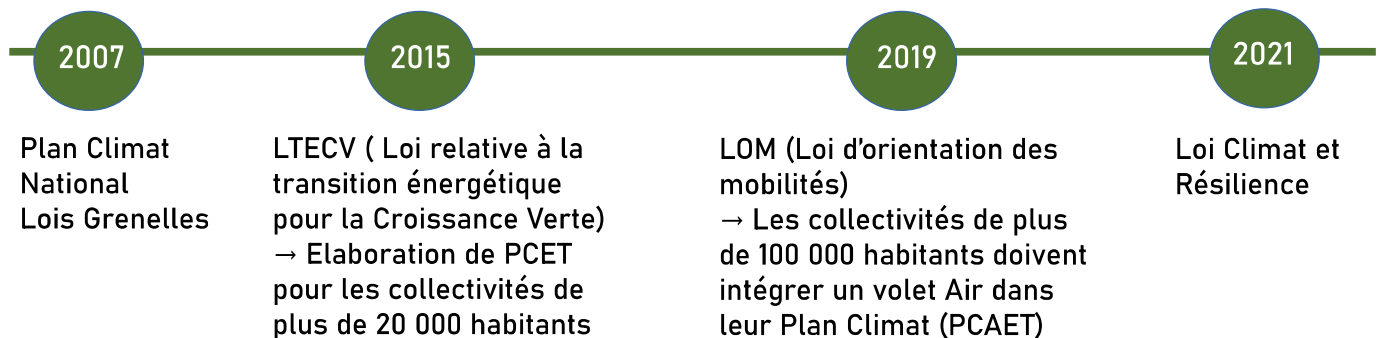 2007
Plan Climat
National
Lois Grenelles
2015
LTECV ( Loi relative à la
transition énergétique
pour la Croissance Verte)
→ Elaboration de PCET
pour les collectivités de
plus de 20 000 habitants
2019
LOM (Loi d'orientation des
mobilités)
→ Les collectivités de plus
de 100 000 habitants doivent
intégrer un volet Air dans
leur Plan Climat (PCAET)
2021
Loi Climat et
Résilience